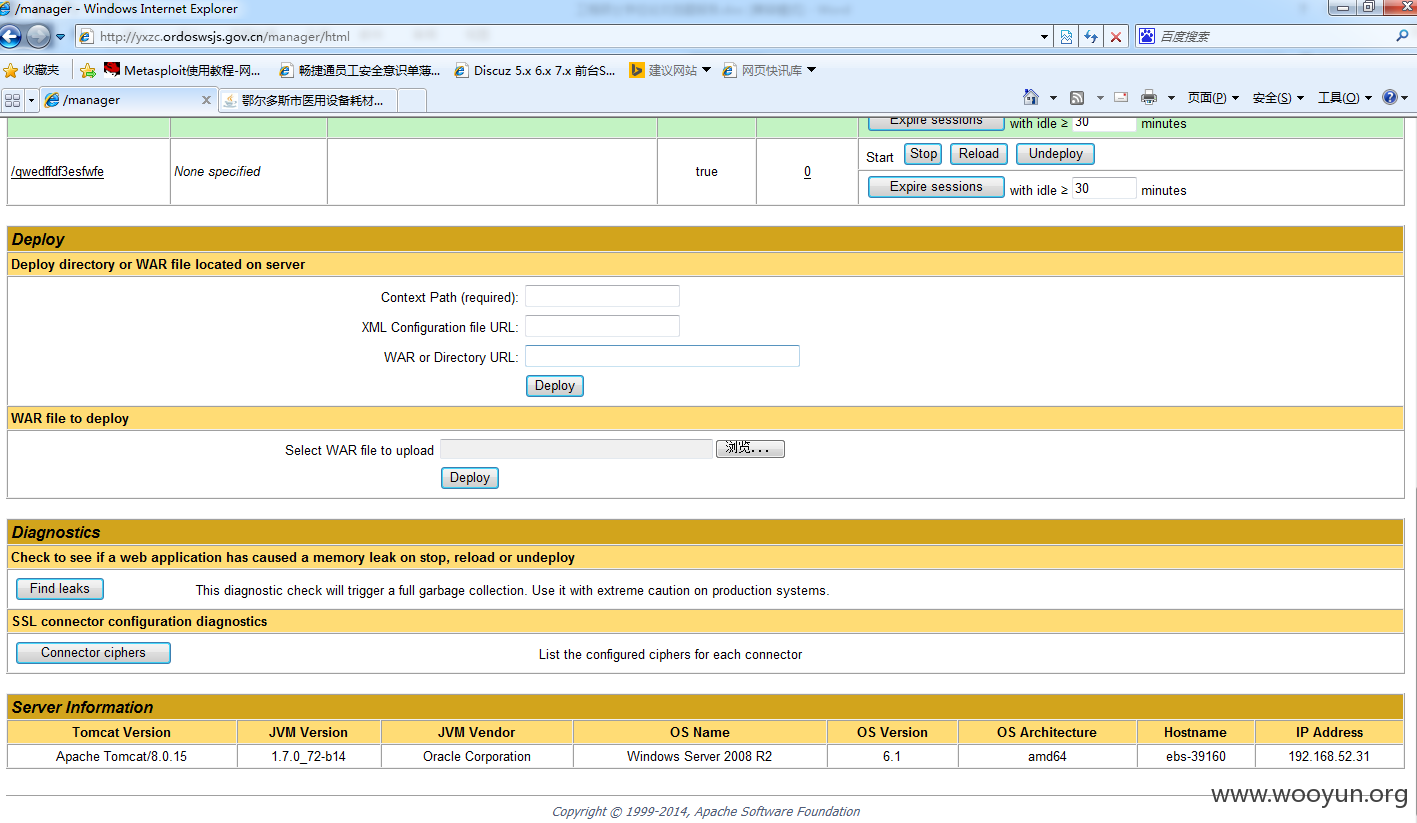 /manager - Windows Internet Explorer
http://yxzc.ordoswsjs.gov.cn/manager/html
百度搜索
收藏夹 Metasploit使用教程-网... 畅捷通员工安全意识单薄... Discuz 5.x 6.x 7.x 前台S... 建议网站 网页快讯库
/manager 鄂尔多斯市医用设备耗材... 页面(P) 安全(S) 工具(O)
Expire sessions with idle ≥ 30 minutes
/qwedffdf3esfwfe None specified true 0 Start Stop Reload Undeploy
Expire sessions with idle ≥ 30 minutes
Deploy
Deploy directory or WAR file located on server
Context Path (required):
XML Configuration file URL:
WAR or Directory URL:
Deploy
WAR file to deploy
Select WAR file to upload 浏览...
Deploy
Diagnostics
Check to see if a web application has caused a memory leak on stop, reload or undeploy
Find leaks This diagnostic check will trigger a full garbage collection. Use it with extreme caution on production systems.
SSL connector configuration diagnostics
Connector ciphers List the configured ciphers for each connector
Server Information
Tomcat Version JVM Version JVM Vendor OS Name OS Version OS Architecture Hostname IP Address
Apache Tomcat/8.0.15 1.7.0_72-b14 Oracle Corporation Windows Server 2008 R2 6.1 amd64 ebs-39160 192.168.52.31
www.wooyun.org
Copyright © 1999-2014, Apache Software Foundation